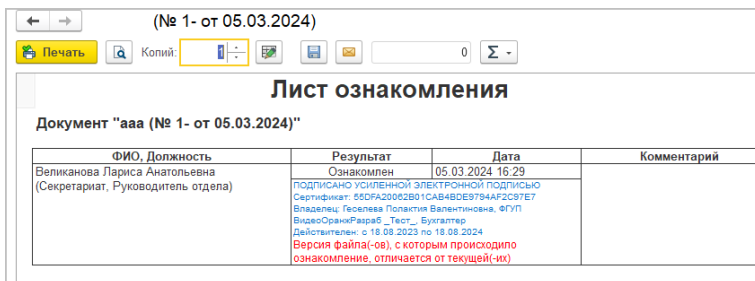 (№ 1- от 05.03.2024)
Печать Копий: 1 0 Σ
Лист ознакомления
Документ "ааа (№ 1- от 05.03.2024)"
ФИО, Должность Результат Дата Комментарий
Великанова Лариса Анатольевна Ознакомлен 05.03.2024 16:29
(Секретариат, Руководитель отдела)
ПОДПИСАНО УСИЛЕННОЙ ЭЛЕКТРОННОЙ ПОДПИСЬЮ
Сертификат: 55DFA20062B01CAB4BDE9794AF2C97E7
Владелец: Геселева Полактия Валентиновна, ФГУП
ВидеоОранжРазраб _Тест_, Бухгалтер
Действителен: с 18.08.2023 по 18.08.2024
Версия файла(-ов), с которым происходило
ознакомление, отличается от текущей(-их)